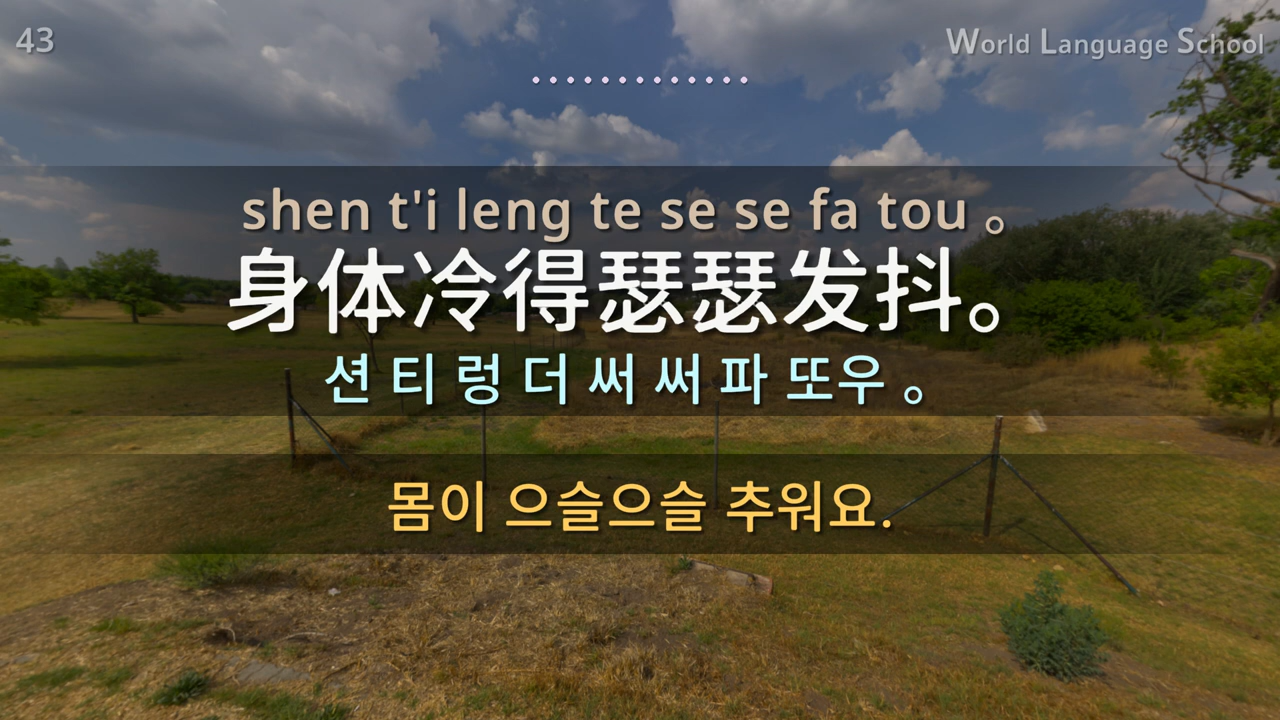 43
World Language School
shen t'i leng te se se fa tou 。
身体冷得瑟瑟发抖。
션 티 렁 더 써 써 파 또우 。
몸이 으슬으슬 추워요.